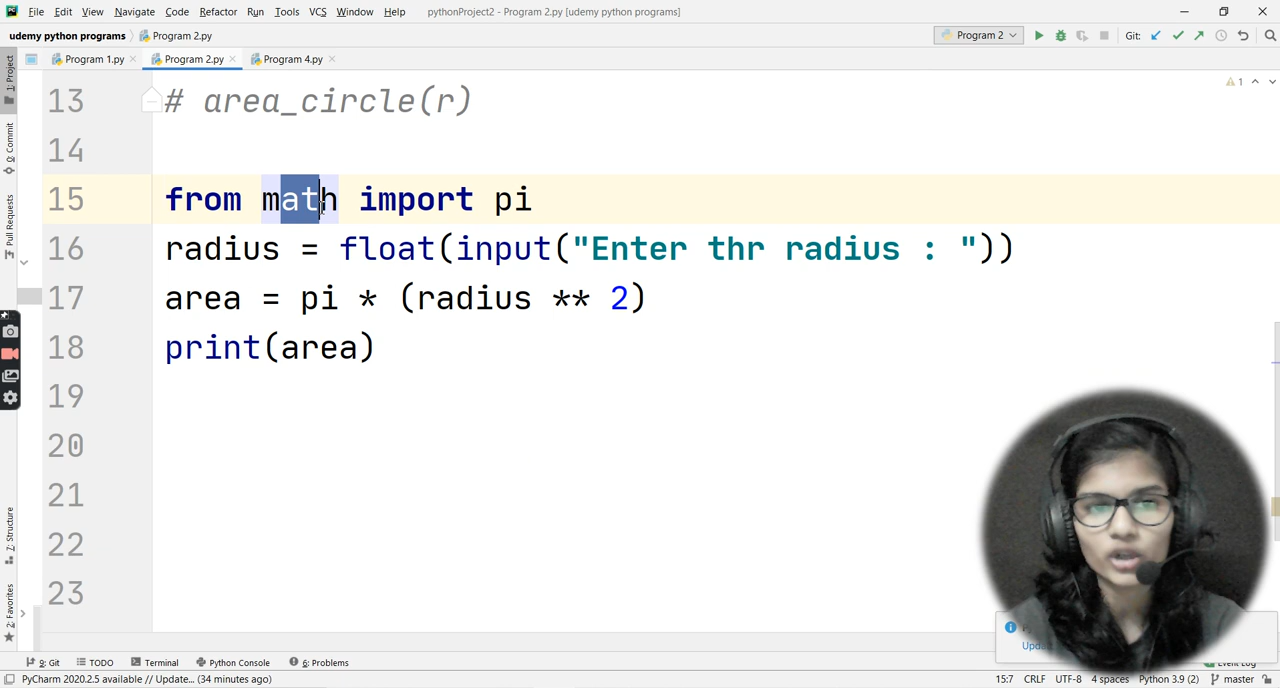 File Edit View Navigate Code Refactor Run Tools VCS Window Help pythonProject2 - Program 2.py [udemy python programs]
udemy python programs Program 2.py Program 2 Git:
1: Project Program 1.py Program 2.py Program 4.py
0: Commit
Pull Requests
7: Structure
2: Favorites
1
13 # area_circle(r)
14
15 from math import pi
16 radius = float(input("Enter thr radius : "))
17 area = pi * (radius ** 2)
18 print(area)
19
20
21
22
23
9: Git TODO Terminal Python Console 6: Problems Event Log
PyCharm 2020.2.5 available // Update... (34 minutes ago) 15:7 CRLF UTF-8 4 spaces Python 3.9 (2) master